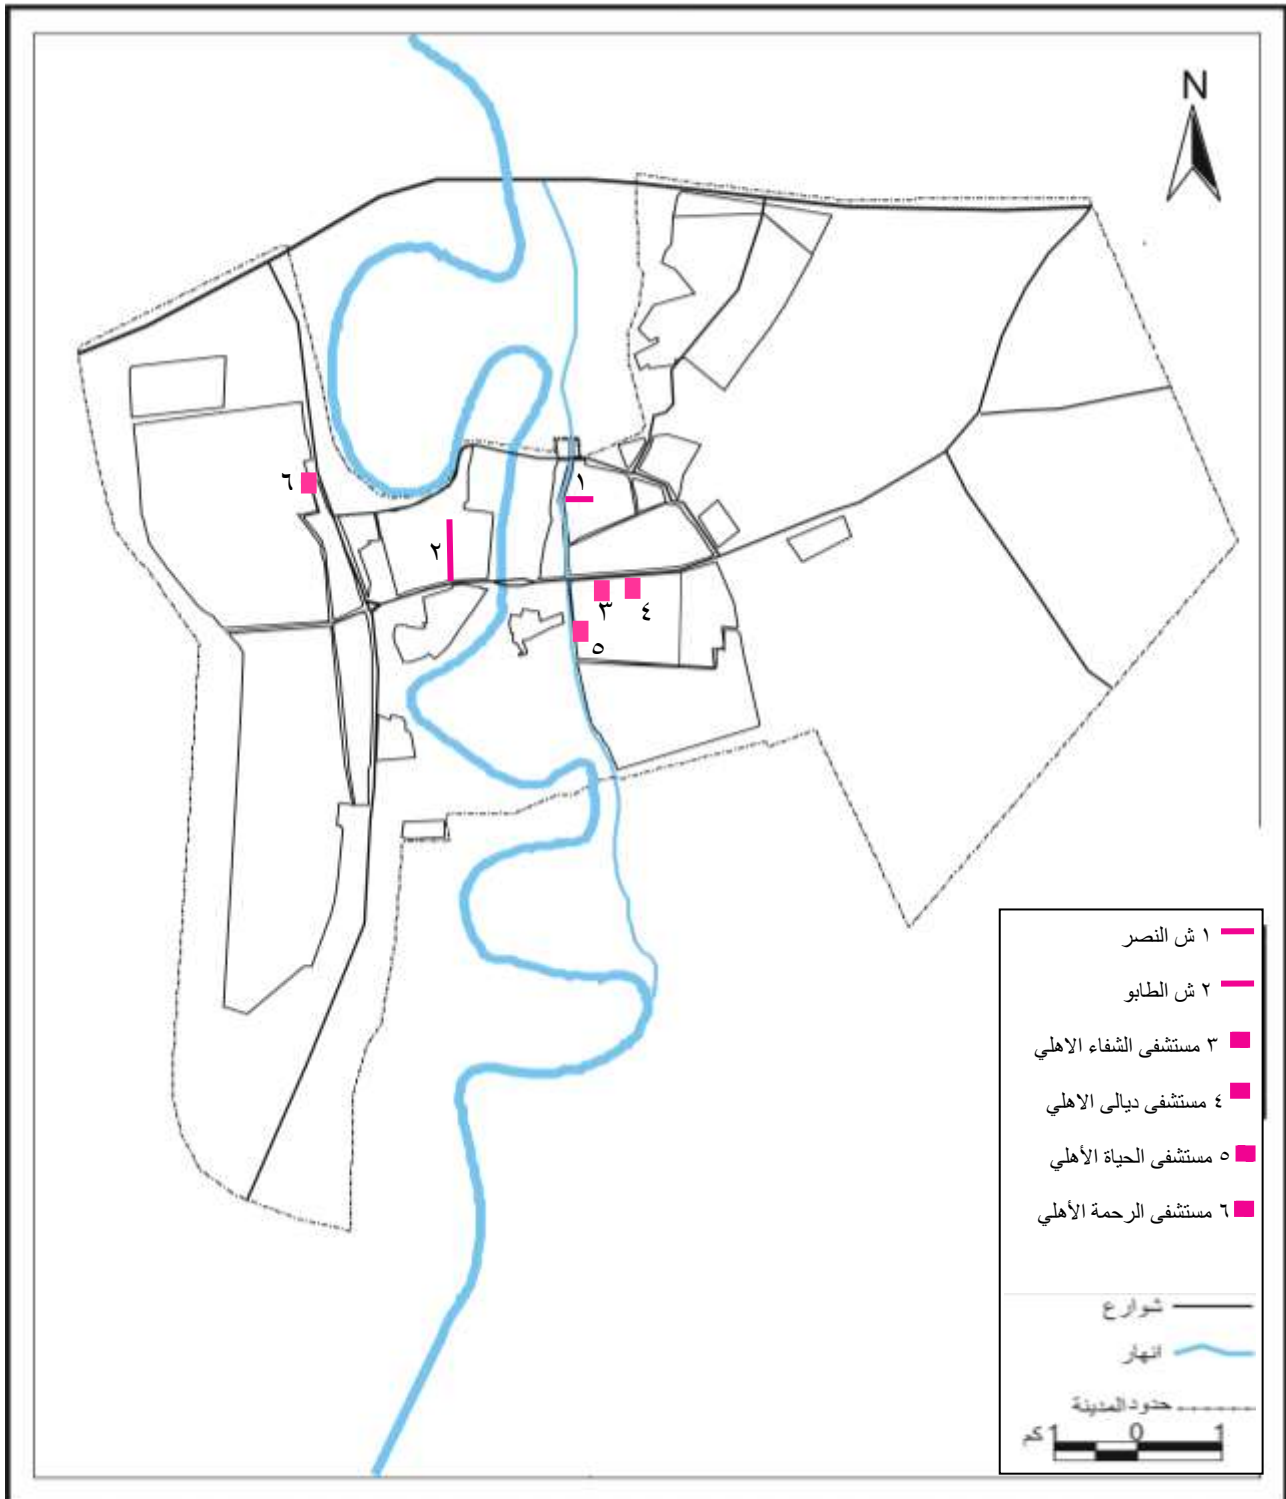 N
١
٦
٢
٣
٤
٥
١ ش النصر
٢ ش الطابو
٣ مستشفى الشفاء الاهلي
٤ مستشفى ديالى الاهلي
٥ مستشفى الحياة الأهلي
٦ مستشفى الرحمة الأهلي
شوارع
انهار
حدود المدينة
1 0 1 كم